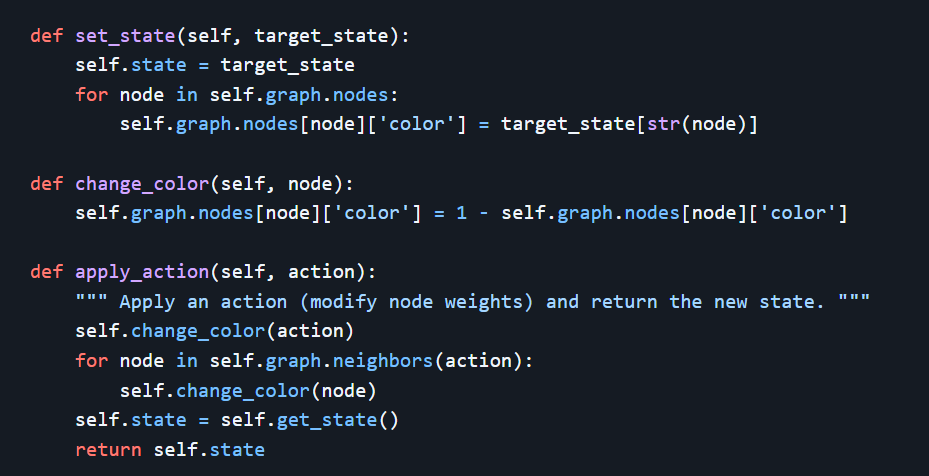 def set_state(self, target_state):
    self.state = target_state
    for node in self.graph.nodes:
        self.graph.nodes[node]['color'] = target_state[str(node)]

def change_color(self, node):
    self.graph.nodes[node]['color'] = 1 - self.graph.nodes[node]['color']

def apply_action(self, action):
    """ Apply an action (modify node weights) and return the new state. """
    self.change_color(action)
    for node in self.graph.neighbors(action):
        self.change_color(node)
    self.state = self.get_state()
    return self.state